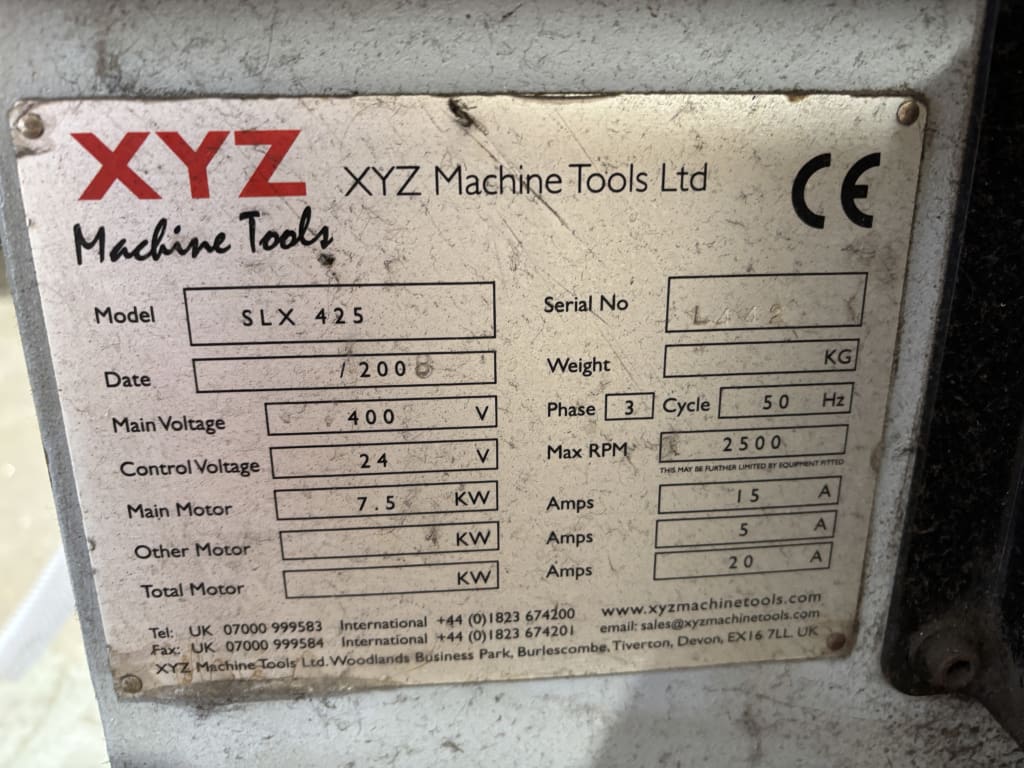 XYZ
Machine Tools
XYZ Machine Tools Ltd
CE
Model SLX 425
Serial No L442
Date / 2008
Weight KG
Main Voltage 400 V
Phase 3 Cycle 50 Hz
Control Voltage 24 V
Max RPM 2500
THIS MAY BE FURTHER LIMITED BY EQUIPMENT FITTED
Main Motor 7.5 KW
Amps 15 A
Other Motor KW
Amps 5 A
Total Motor KW
Amps 20 A
Tel: UK 07000 999583 International +44 (0)1823 674200 www.xyzmachinetools.com
Fax: UK 07000 999584 International +44 (0)1823 674201 email: sales@xyzmachinetools.com
XYZ Machine Tools Ltd. Woodlands Business Park, Burlescombe, Tiverton, Devon, EX16 7LL. UK